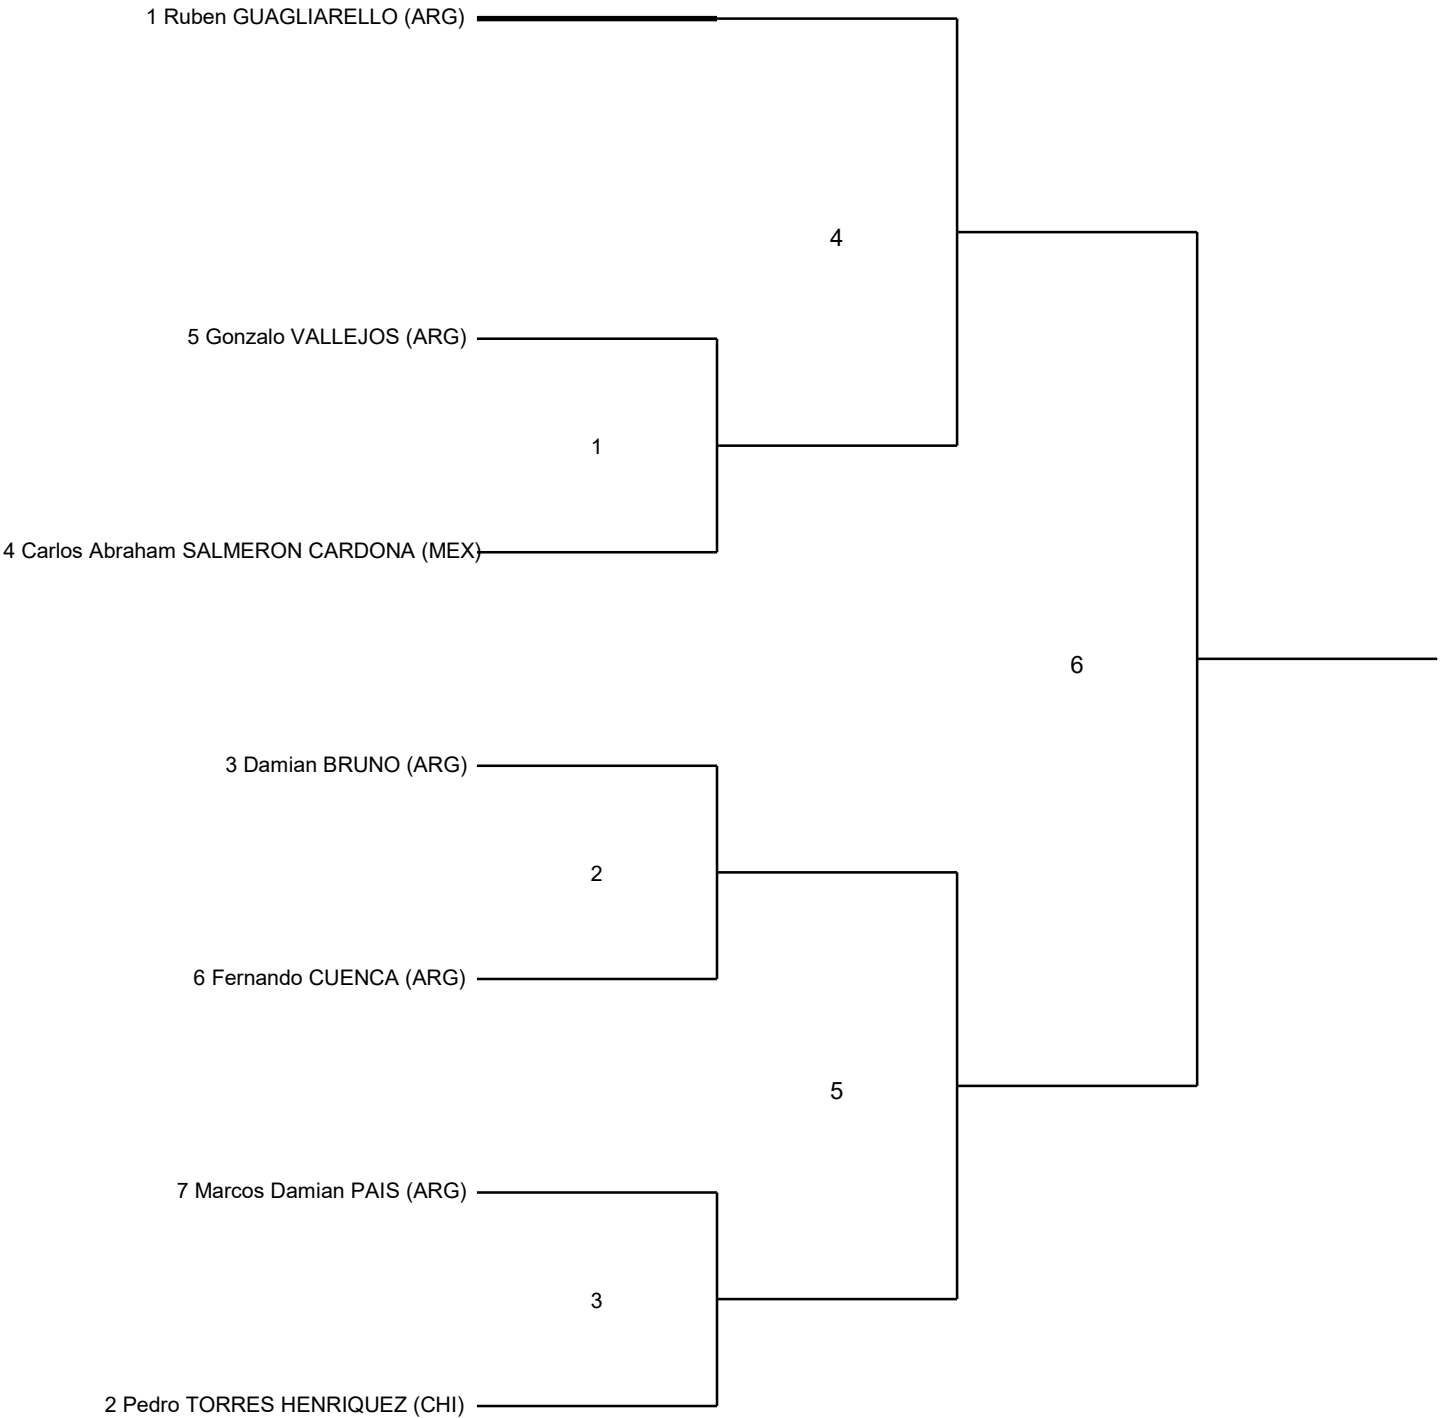 1 Ruben GUAGLIARELLO (ARG)
4
5 Gonzalo VALLEJOS (ARG)
1
4 Carlos Abraham SALMERON CARDONA (MEX)
6
3 Damian BRUNO (ARG)
2
6 Fernando CUENCA (ARG)
5
7 Marcos Damian PAIS (ARG)
3
2 Pedro TORRES HENRIQUEZ (CHI)